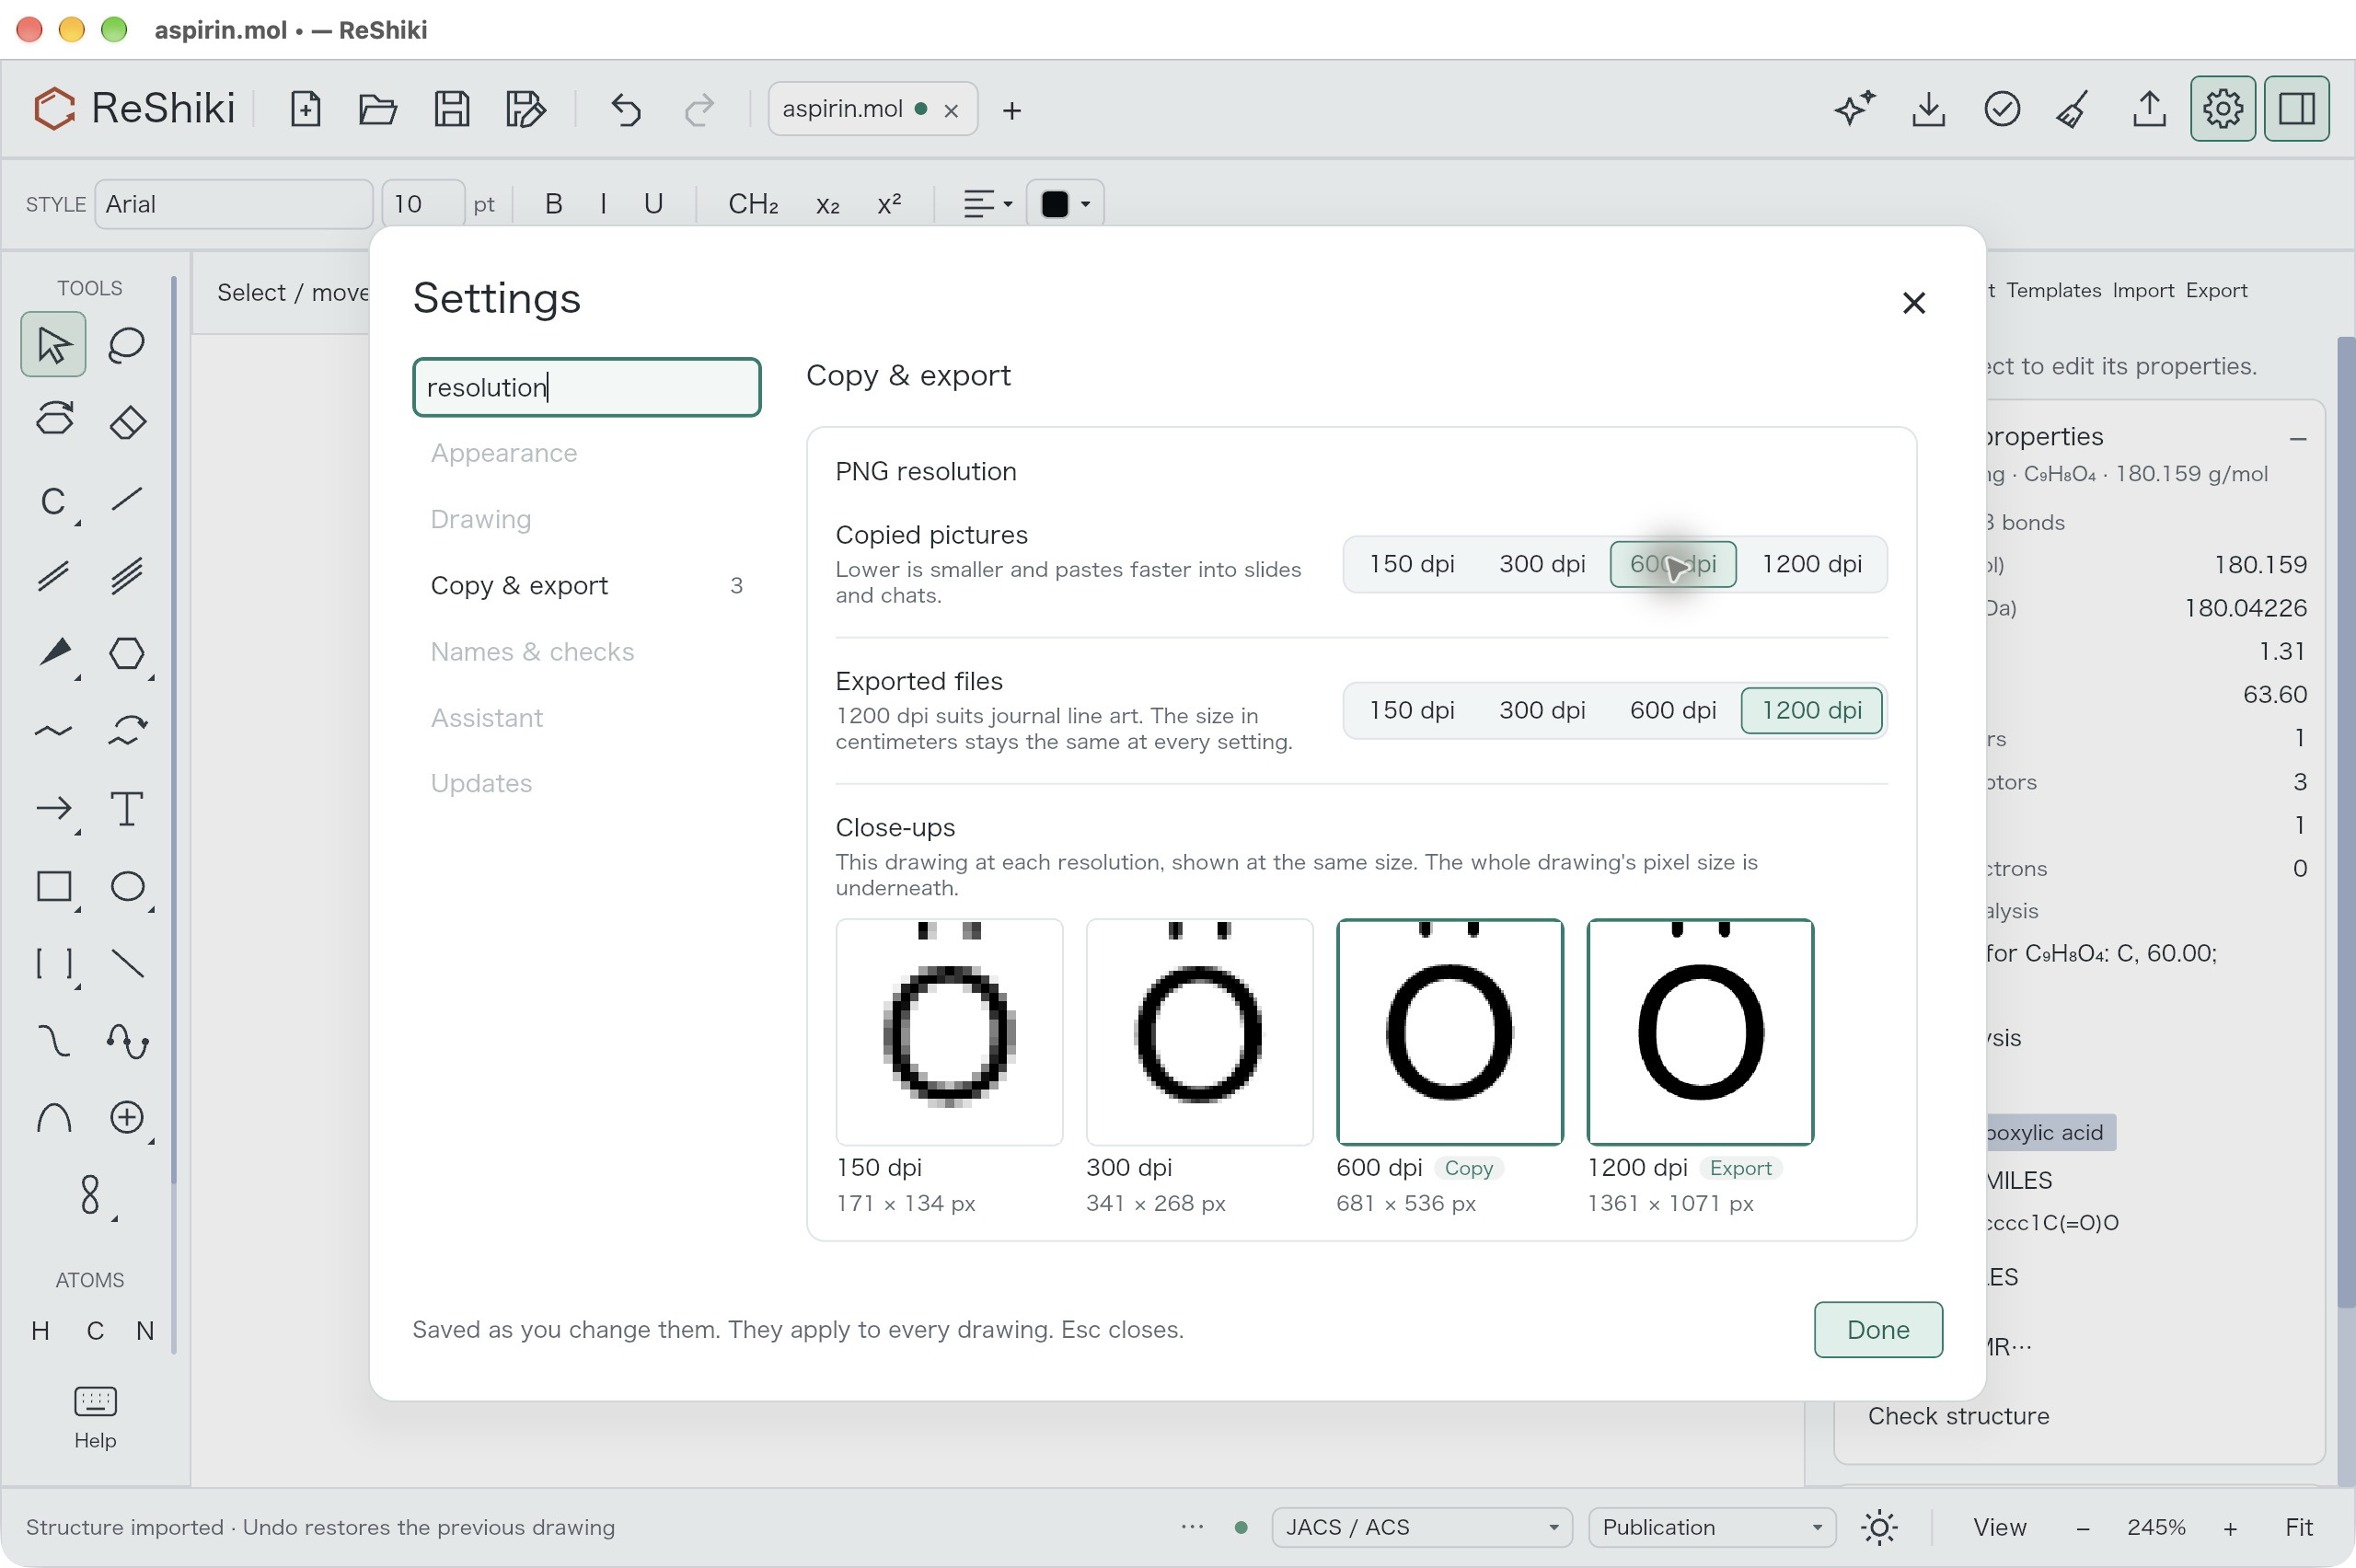 aspirin.mol • — ReShiki
ReShiki
aspirin.mol
STYLE Arial 10 pt B I U CH₂ x₂ x²
TOOLS
Select / move
Templates Import Export
C
T
ATOMS
H C N
Help
Settings
resolution
Appearance
Drawing
Copy & export 3
Names & checks
Assistant
Updates
Copy & export
PNG resolution
Copied pictures
Lower is smaller and pastes faster into slides
and chats.
150 dpi 300 dpi 600 dpi 1200 dpi
Exported files
1200 dpi suits journal line art. The size in
centimeters stays the same at every setting.
150 dpi 300 dpi 600 dpi 1200 dpi
Close-ups
This drawing at each resolution, shown at the same size. The whole drawing's pixel size is
underneath.
O O O O
150 dpi 300 dpi 600 dpi Copy 1200 dpi Export
171 × 134 px 341 × 268 px 681 × 536 px 1361 × 1071 px
Saved as you change them. They apply to every drawing. Esc closes.
Done
to edit its properties.
properties
· C₉H₈O₄ · 180.159 g/mol
bonds
180.159
180.04226
1.31
63.60
1
3
1
0
for C₉H₈O₄: C, 60.00;
acid
cccc1C(=O)O
Check structure
Structure imported · Undo restores the previous drawing
··· JACS / ACS Publication View − 245% + Fit